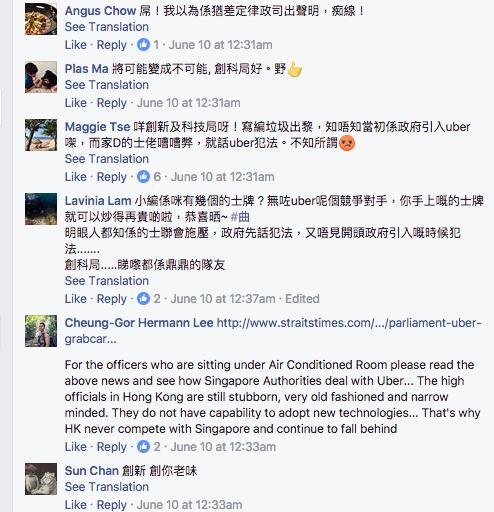 Angus Chow 屌！我以為係猶差定律政司出聲明，痴線！
See Translation
Like · Reply · 1 · June 10 at 12:31am
Plas Ma 將可能變成不可能, 創科局好。野👍
See Translation
Like · Reply · June 10 at 12:31am
Maggie Tse 咩創新及科技局呀！寫編垃圾出黎，知唔知當初係政府引入uber
㗎，而家D的士佬嘈嘈弊，就話uber犯法。不知所謂😡
See Translation
Like · Reply · 6 · June 10 at 12:31am
Lavinia Lam 小編係咪有幾個的士牌？無咗uber呢個競爭對手，你手上嘅的士牌
就可以炒得再貴啲啦，恭喜晒~ #曲
明眼人都知係的士聯會施壓，政府先話犯法，又唔見開頭政府引入嘅時候犯
法.......
創科局.....睇嚟都係鼎鼎的隊友
See Translation
Like · Reply · 2 · June 10 at 12:37am · Edited
Cheung-Gor Hermann Lee http://www.straitstimes.com/.../parliament-uber-
grabcar...
For the officers who are sitting under Air Conditioned Room please read the
above news and see how Singapore Authorities deal with Uber... The high
officials in Hong Kong are still stubborn, very old fashioned and narrow
minded. They do not have capability to adopt new technologies... That's why
HK never compete with Singapore and continue to fall behind
Like · Reply · 2 · June 10 at 12:33am
Sun Chan 創新 創你老味
See Translation
Like · Reply · June 10 at 12:33am